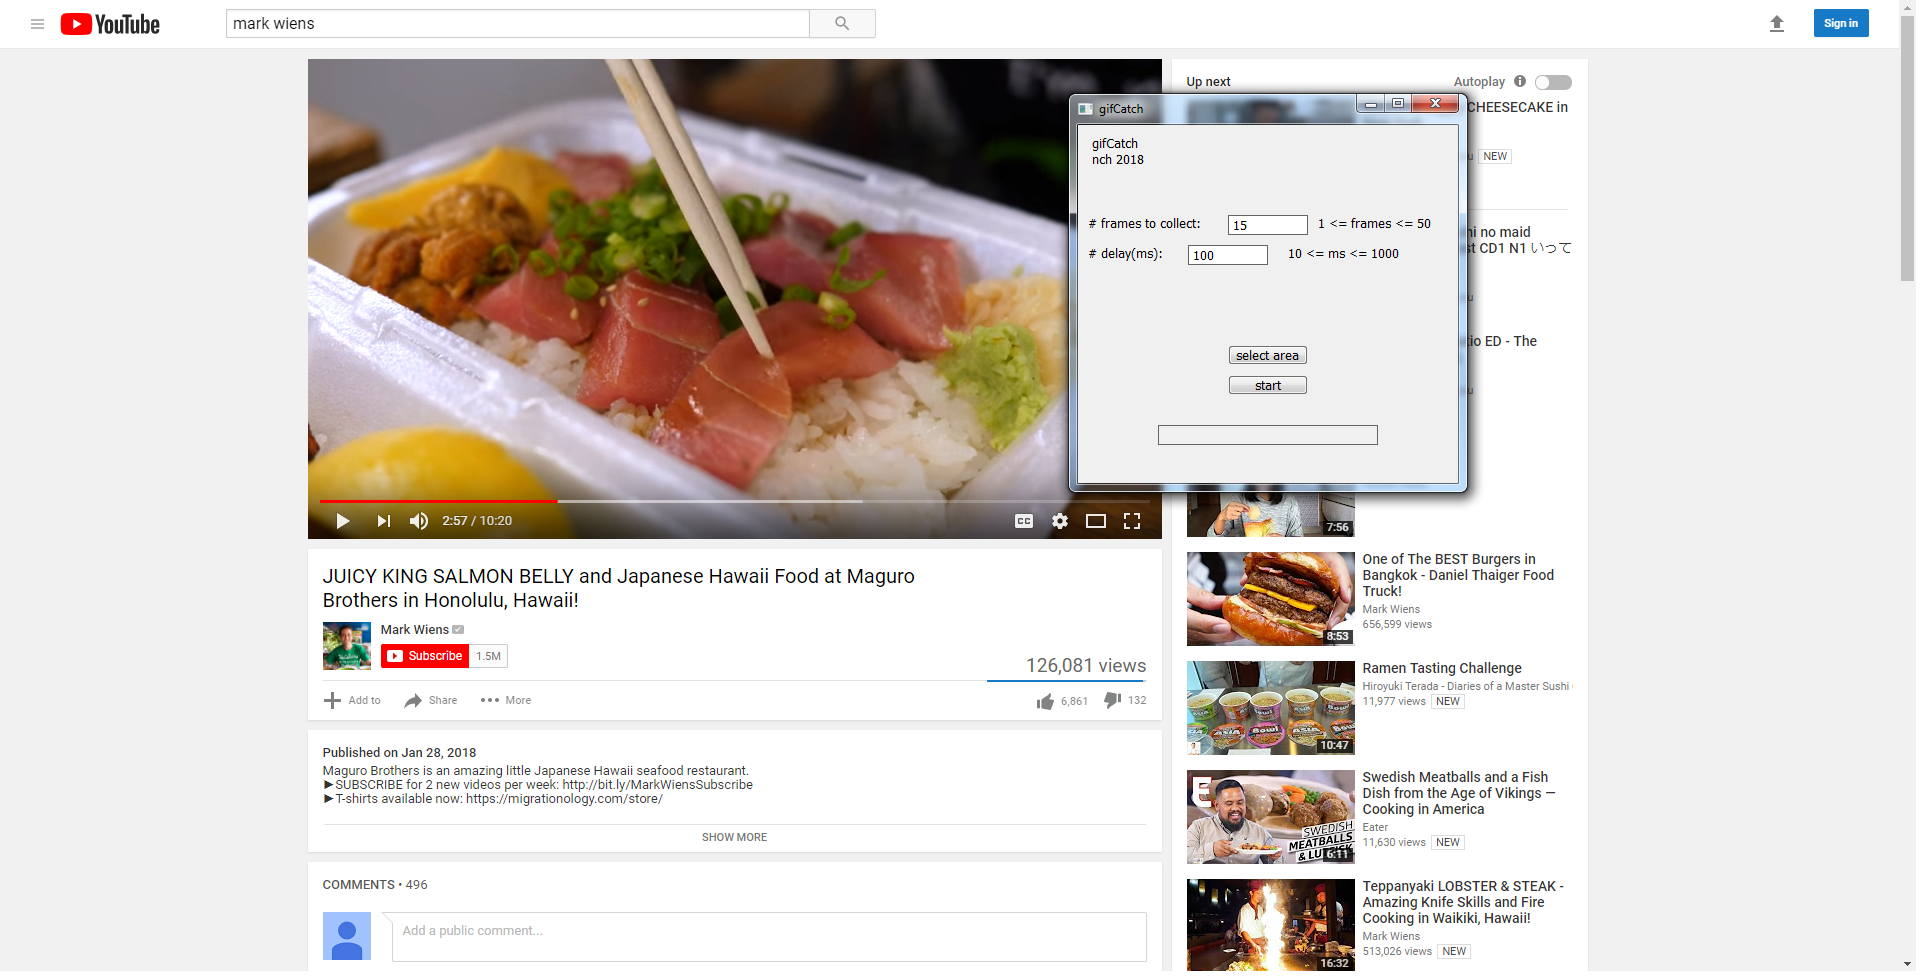 YouTube
mark wiens
Sign in
Up next
Autoplay
CHEESECAKE in
NEW
gifCatch
gifCatch
nch 2018
# frames to collect:
15
1 <= frames <= 50
# delay(ms):
100
10 <= ms <= 1000
select area
start
hi no maid
st CD1 N1 いって
io ED - The
2:57 / 10:20
CC
7:56
JUICY KING SALMON BELLY and Japanese Hawaii Food at Maguro
Brothers in Honolulu, Hawaii!
Mark Wiens
Subscribe
1.5M
126,081 views
Add to
Share
More
6,861
132
Published on Jan 28, 2018
Maguro Brothers is an amazing little Japanese Hawaii seafood restaurant.
►SUBSCRIBE for 2 new videos per week: http://bit.ly/MarkWiensSubscribe
►T-shirts available now: https://migrationology.com/store/
SHOW MORE
COMMENTS • 496
Add a public comment...
One of The BEST Burgers in
Bangkok - Daniel Thaiger Food
Truck!
Mark Wiens
656,599 views
8:53
Ramen Tasting Challenge
Hiroyuki Terada - Diaries of a Master Sushi
11,977 views
NEW
10:47
Swedish Meatballs and a Fish
Dish from the Age of Vikings —
Cooking in America
Eater
11,630 views
NEW
E
SWEDISH
MEATBALLS
6:11
Teppanyaki LOBSTER & STEAK -
Amazing Knife Skills and Fire
Cooking in Waikiki, Hawaii!
Mark Wiens
513,026 views
NEW
16:32